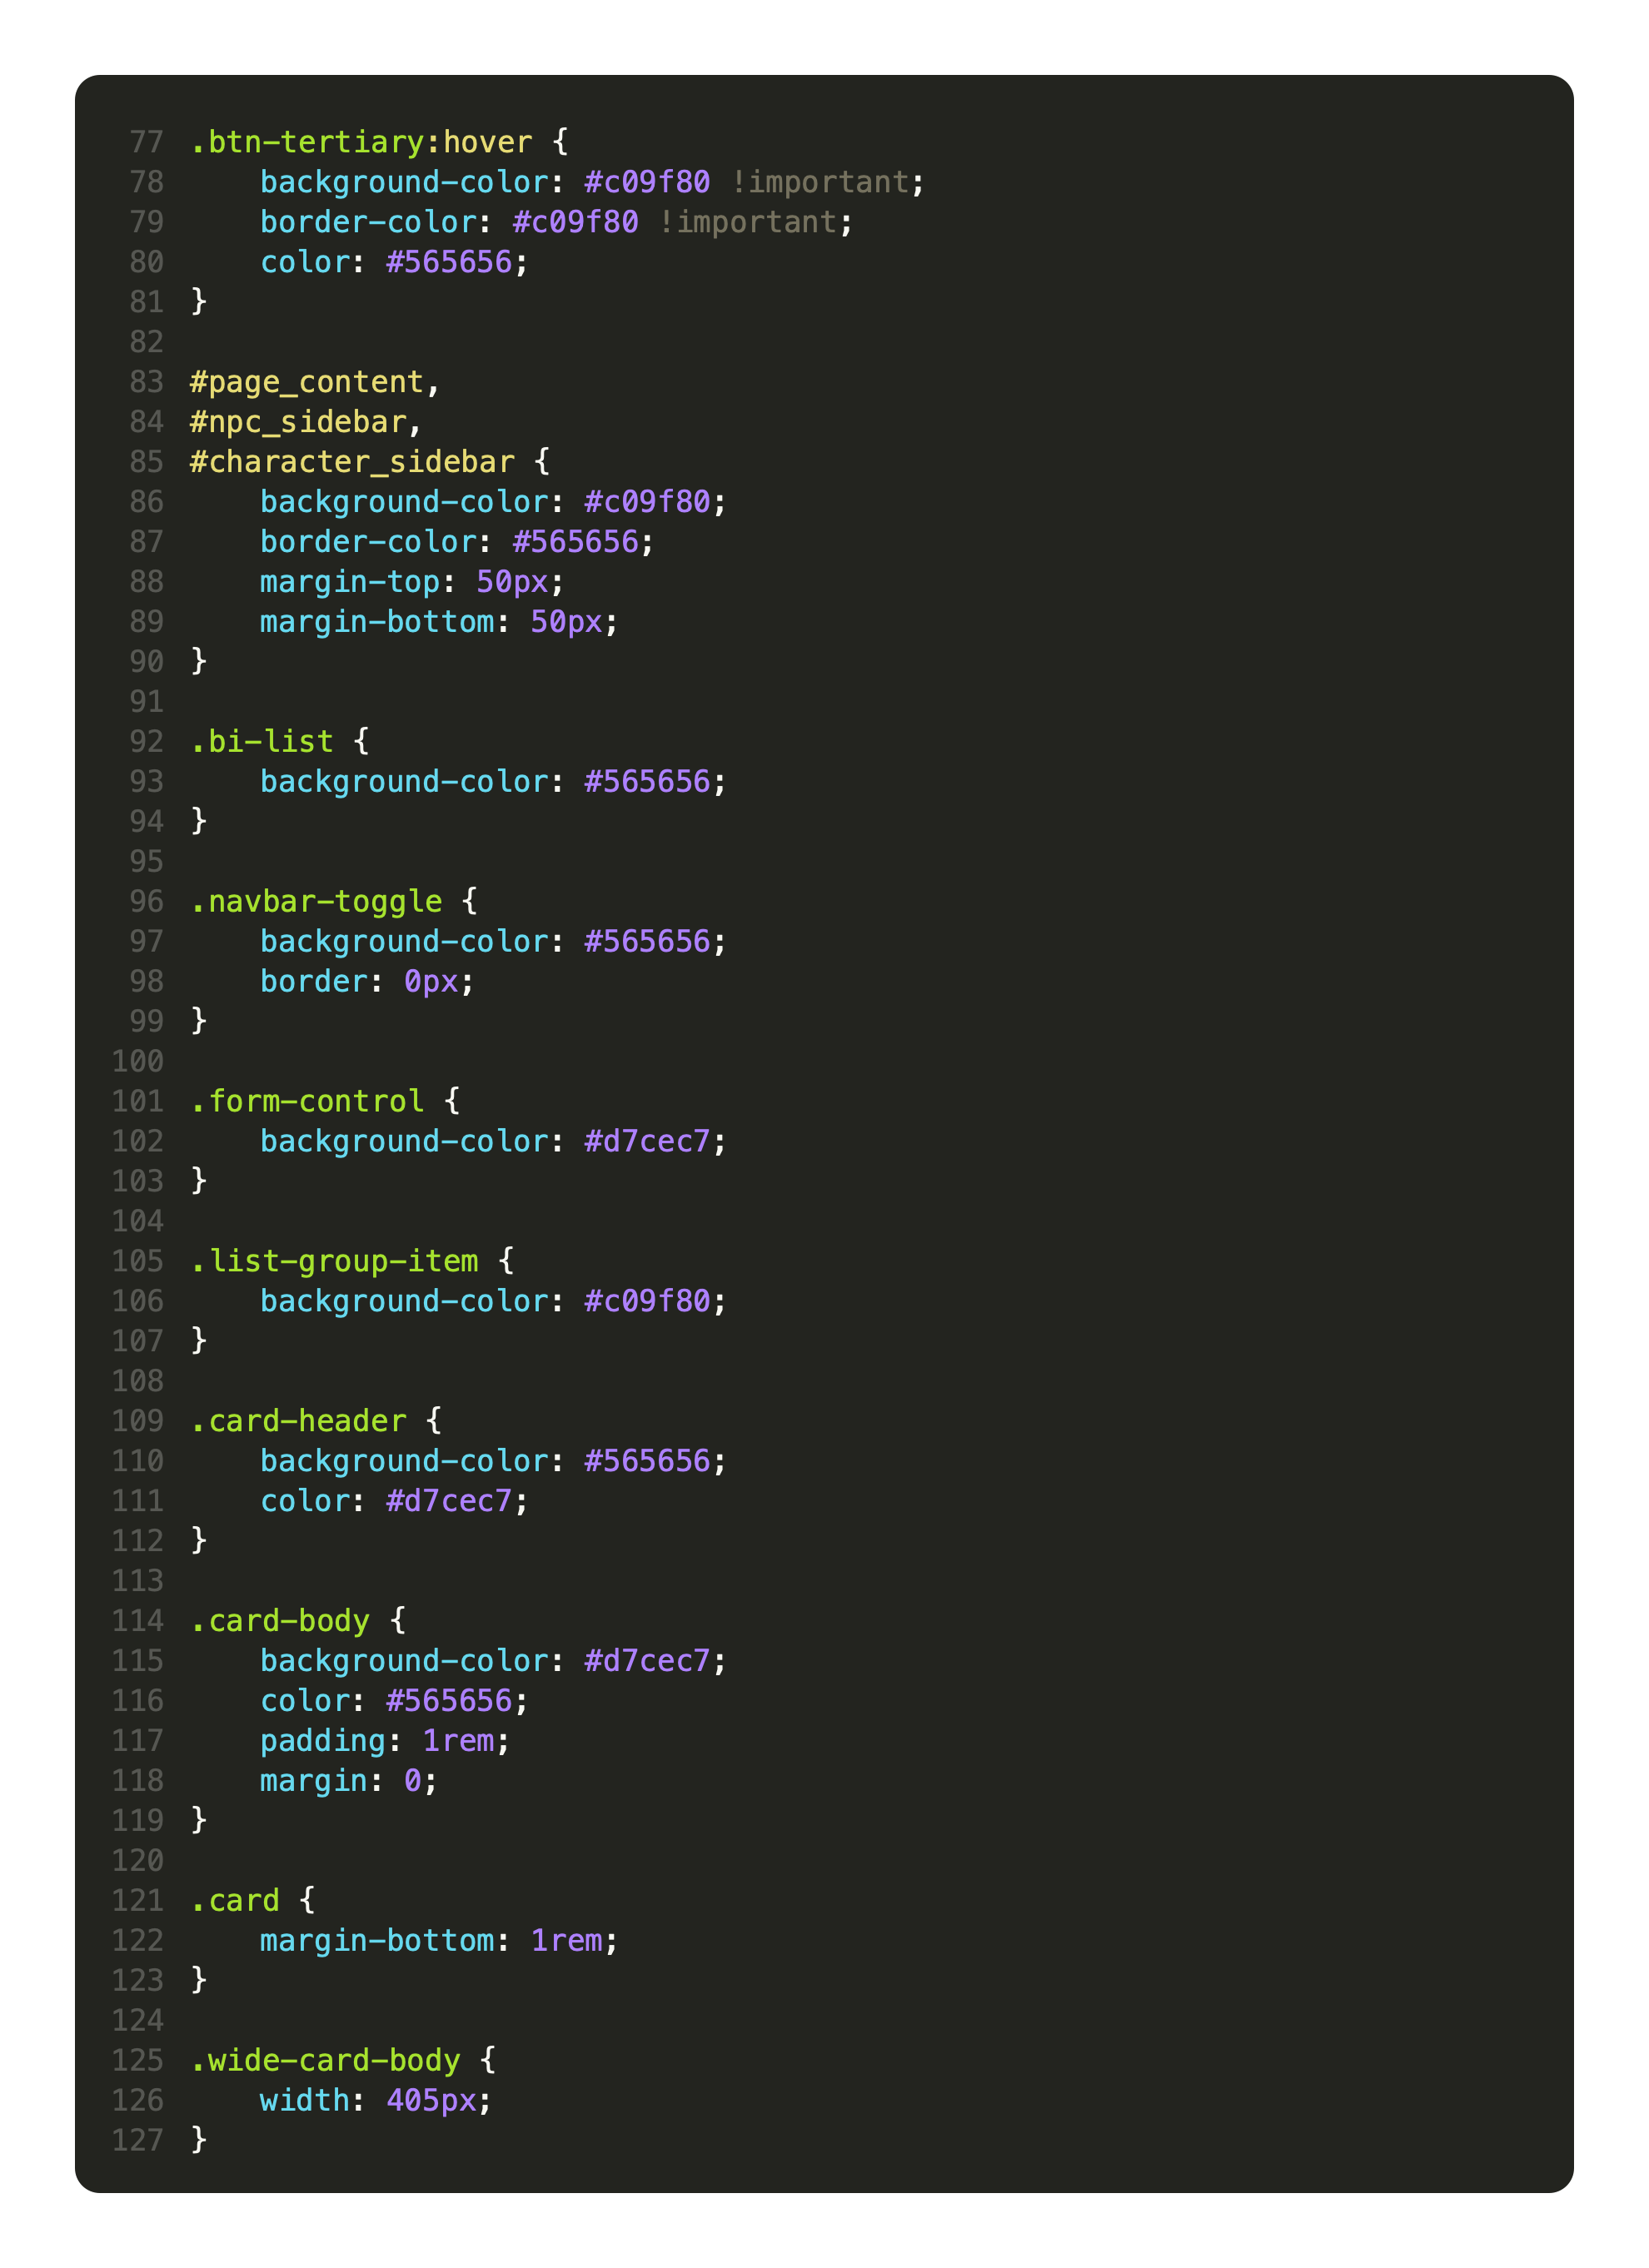 77 .btn-tertiary:hover {
78     background-color: #c09f80 !important;
79     border-color: #c09f80 !important;
80     color: #565656;
81 }
82
83 #page_content,
84 #npc_sidebar,
85 #character_sidebar {
86     background-color: #c09f80;
87     border-color: #565656;
88     margin-top: 50px;
89     margin-bottom: 50px;
90 }
91
92 .bi-list {
93     background-color: #565656;
94 }
95
96 .navbar-toggle {
97     background-color: #565656;
98     border: 0px;
99 }
100
101 .form-control {
102     background-color: #d7cec7;
103 }
104
105 .list-group-item {
106     background-color: #c09f80;
107 }
108
109 .card-header {
110     background-color: #565656;
111     color: #d7cec7;
112 }
113
114 .card-body {
115     background-color: #d7cec7;
116     color: #565656;
117     padding: 1rem;
118     margin: 0;
119 }
120
121 .card {
122     margin-bottom: 1rem;
123 }
124
125 .wide-card-body {
126     width: 405px;
127 }